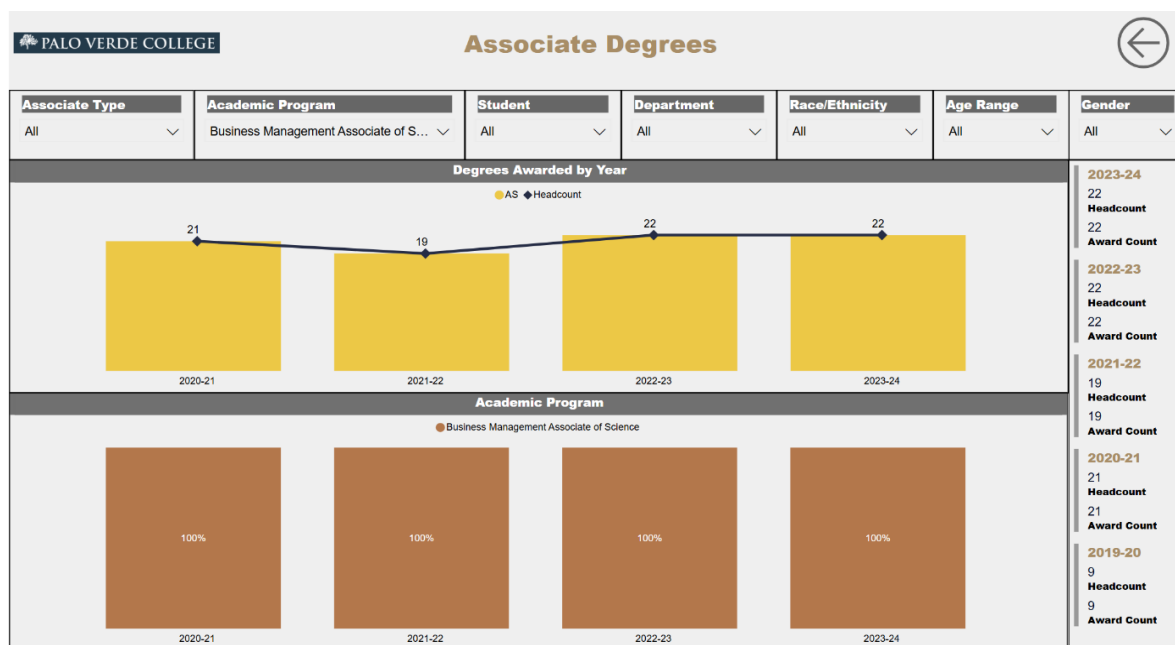 PALO VERDE COLLEGE
Associate Degrees
Associate Type
All
Academic Program
Business Management Associate of S...
Student
All
Department
All
Race/Ethnicity
All
Age Range
All
Gender
All
Degrees Awarded by Year
AS Headcount
21
19
22
22
2020-21
2021-22
2022-23
2023-24
Academic Program
Business Management Associate of Science
100%
100%
100%
100%
2020-21
2021-22
2022-23
2023-24
2023-24
22
Headcount
22
Award Count
2022-23
22
Headcount
22
Award Count
2021-22
19
Headcount
19
Award Count
2020-21
21
Headcount
21
Award Count
2019-20
9
Headcount
9
Award Count